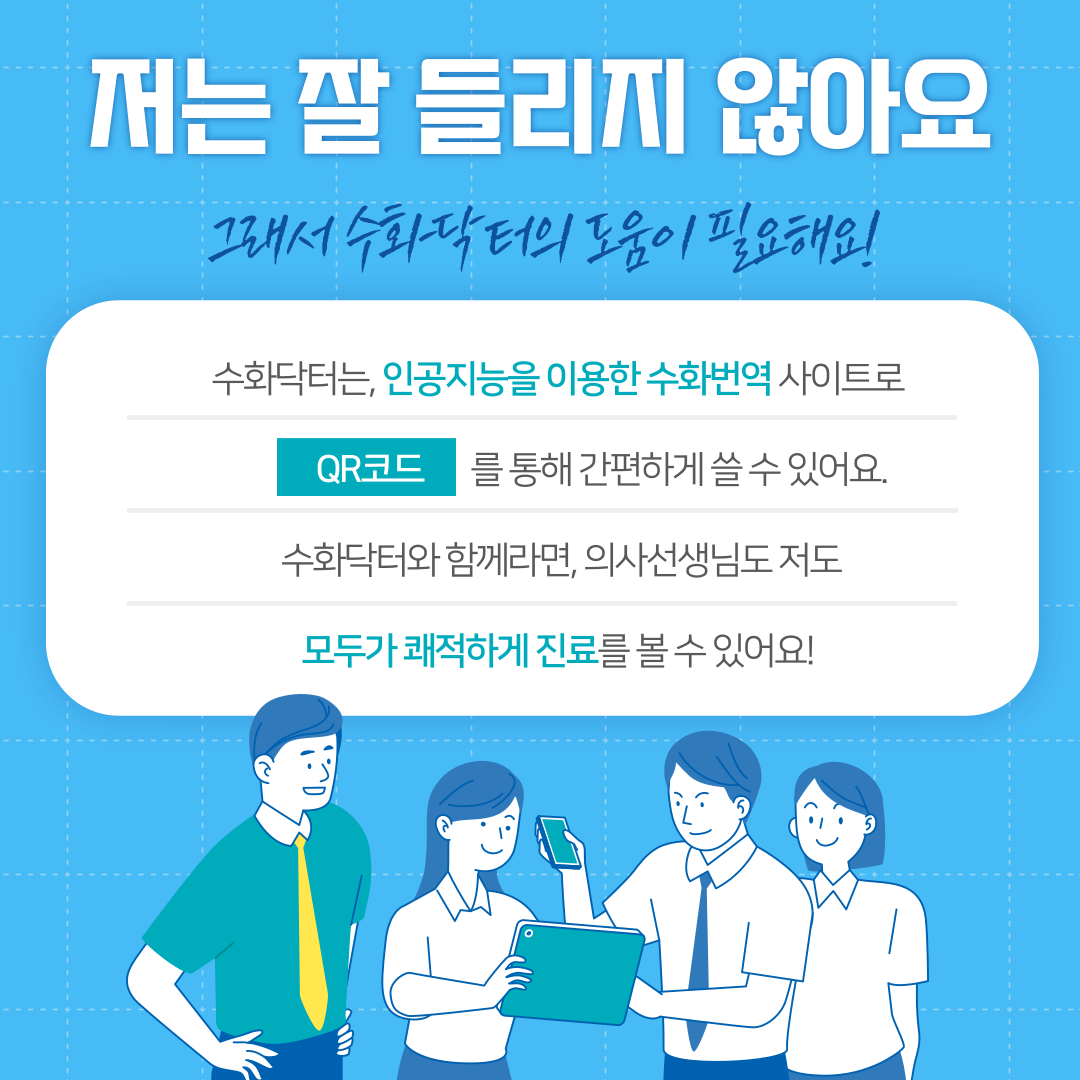 저는 잘 들리지 않아요
그래서 수화닥터의 도움이 필요해요!
수화닥터는, 인공지능을 이용한 수화번역 사이트로
QR코드 를 통해 간편하게 쓸 수 있어요.
수화닥터와 함께라면, 의사선생님도 저도
모두가 쾌적하게 진료를 볼 수 있어요!